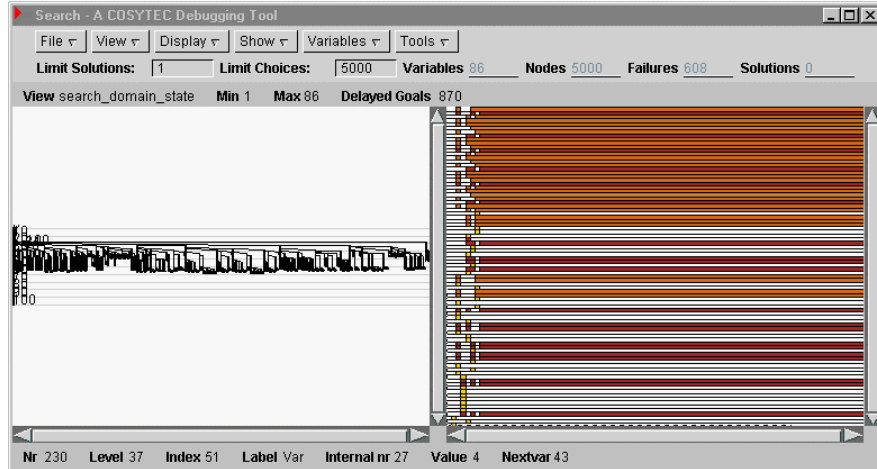 Search - A COSYTEC Debugging Tool
File View Display Show Variables Tools
Limit Solutions: 1 Limit Choices: 5000 Variables 86 Nodes 5000 Failures 608 Solutions 0
View search_domain_state Min 1 Max 86 Delayed Goals 870
Nr 230 Level 37 Index 51 Label Var Internal nr 27 Value 4 Nextvar 43